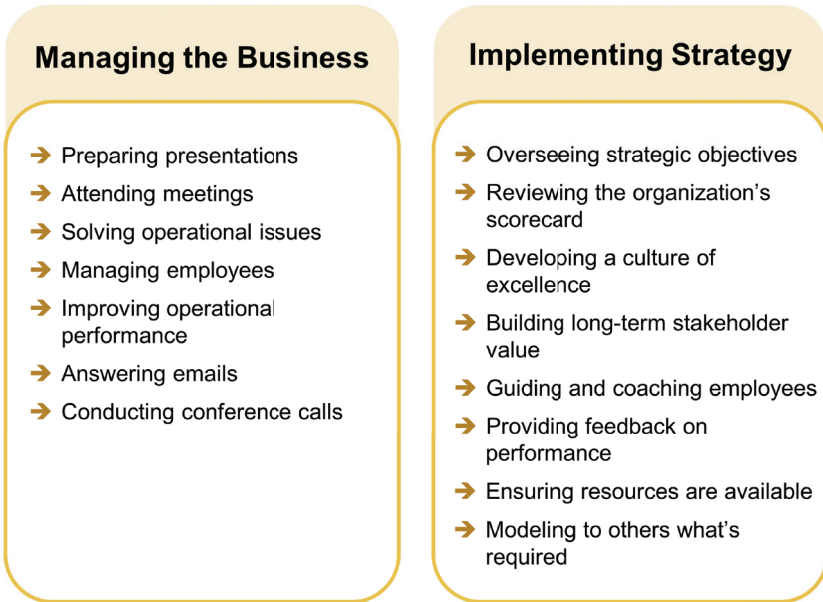 Managing the Business
Preparing presentations
Attending meetings
Solving operational issues
Managing employees
Improving operational
performance
Answering emails
Conducting conference calls
Implementing Strategy
Overseeing strategic objectives
Reviewing the organization's
scorecard
Developing a culture of
excellence
Building long-term stakeholder
value
Guiding and coaching employees
Providing feedback on
performance
Ensuring resources are available
Modeling to others what's
required